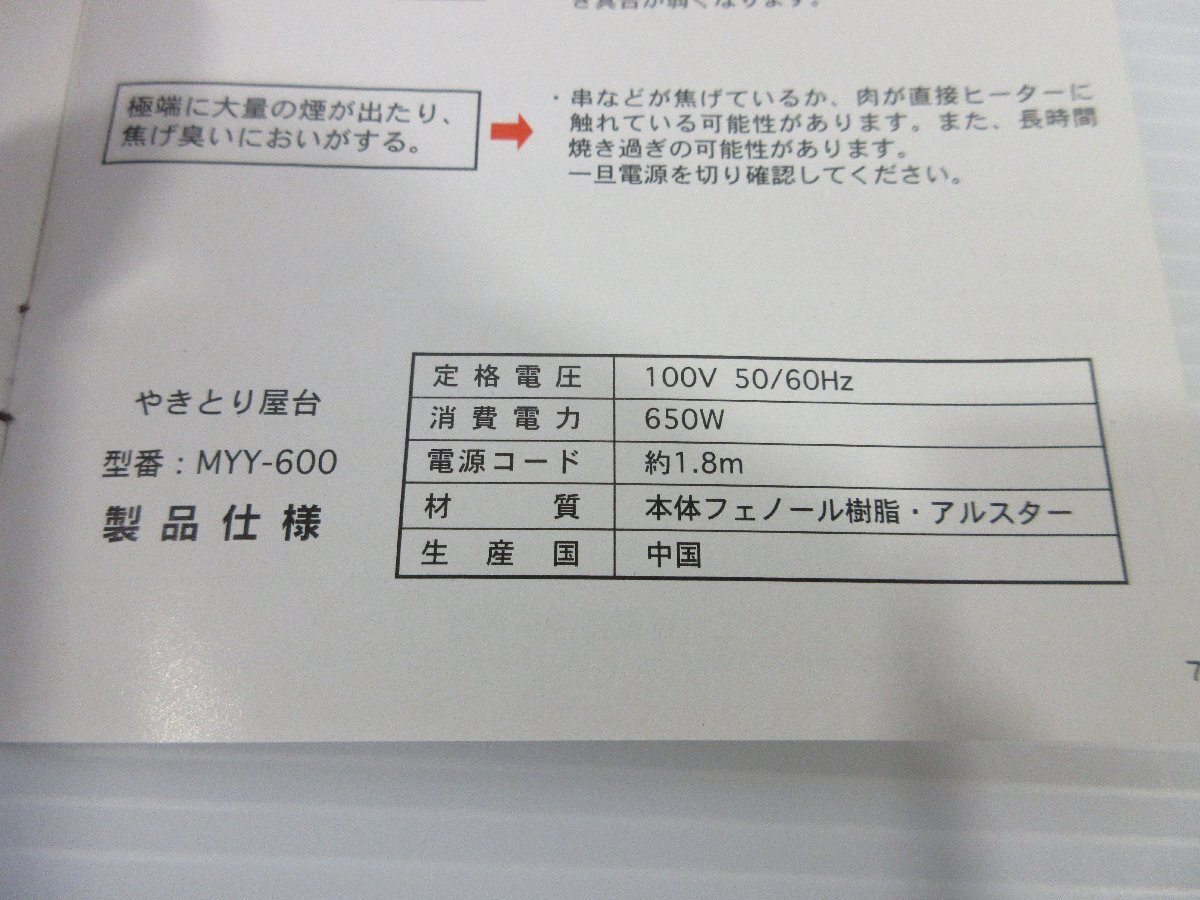 極端に大量の煙が出たり、
焦げ臭いにおいがする。
・串などが焦げているか、肉が直接ヒーターに
触れている可能性があります。また、長時間
焼き過ぎの可能性があります。
一旦電源を切り確認してください。
やきとり屋台
型番：MYY-600
製品仕様
定格電圧 100V 50/60Hz
消費電力 650W
電源コード 約1.8m
材質 本体フェノール樹脂・アルスター
生産国 中国